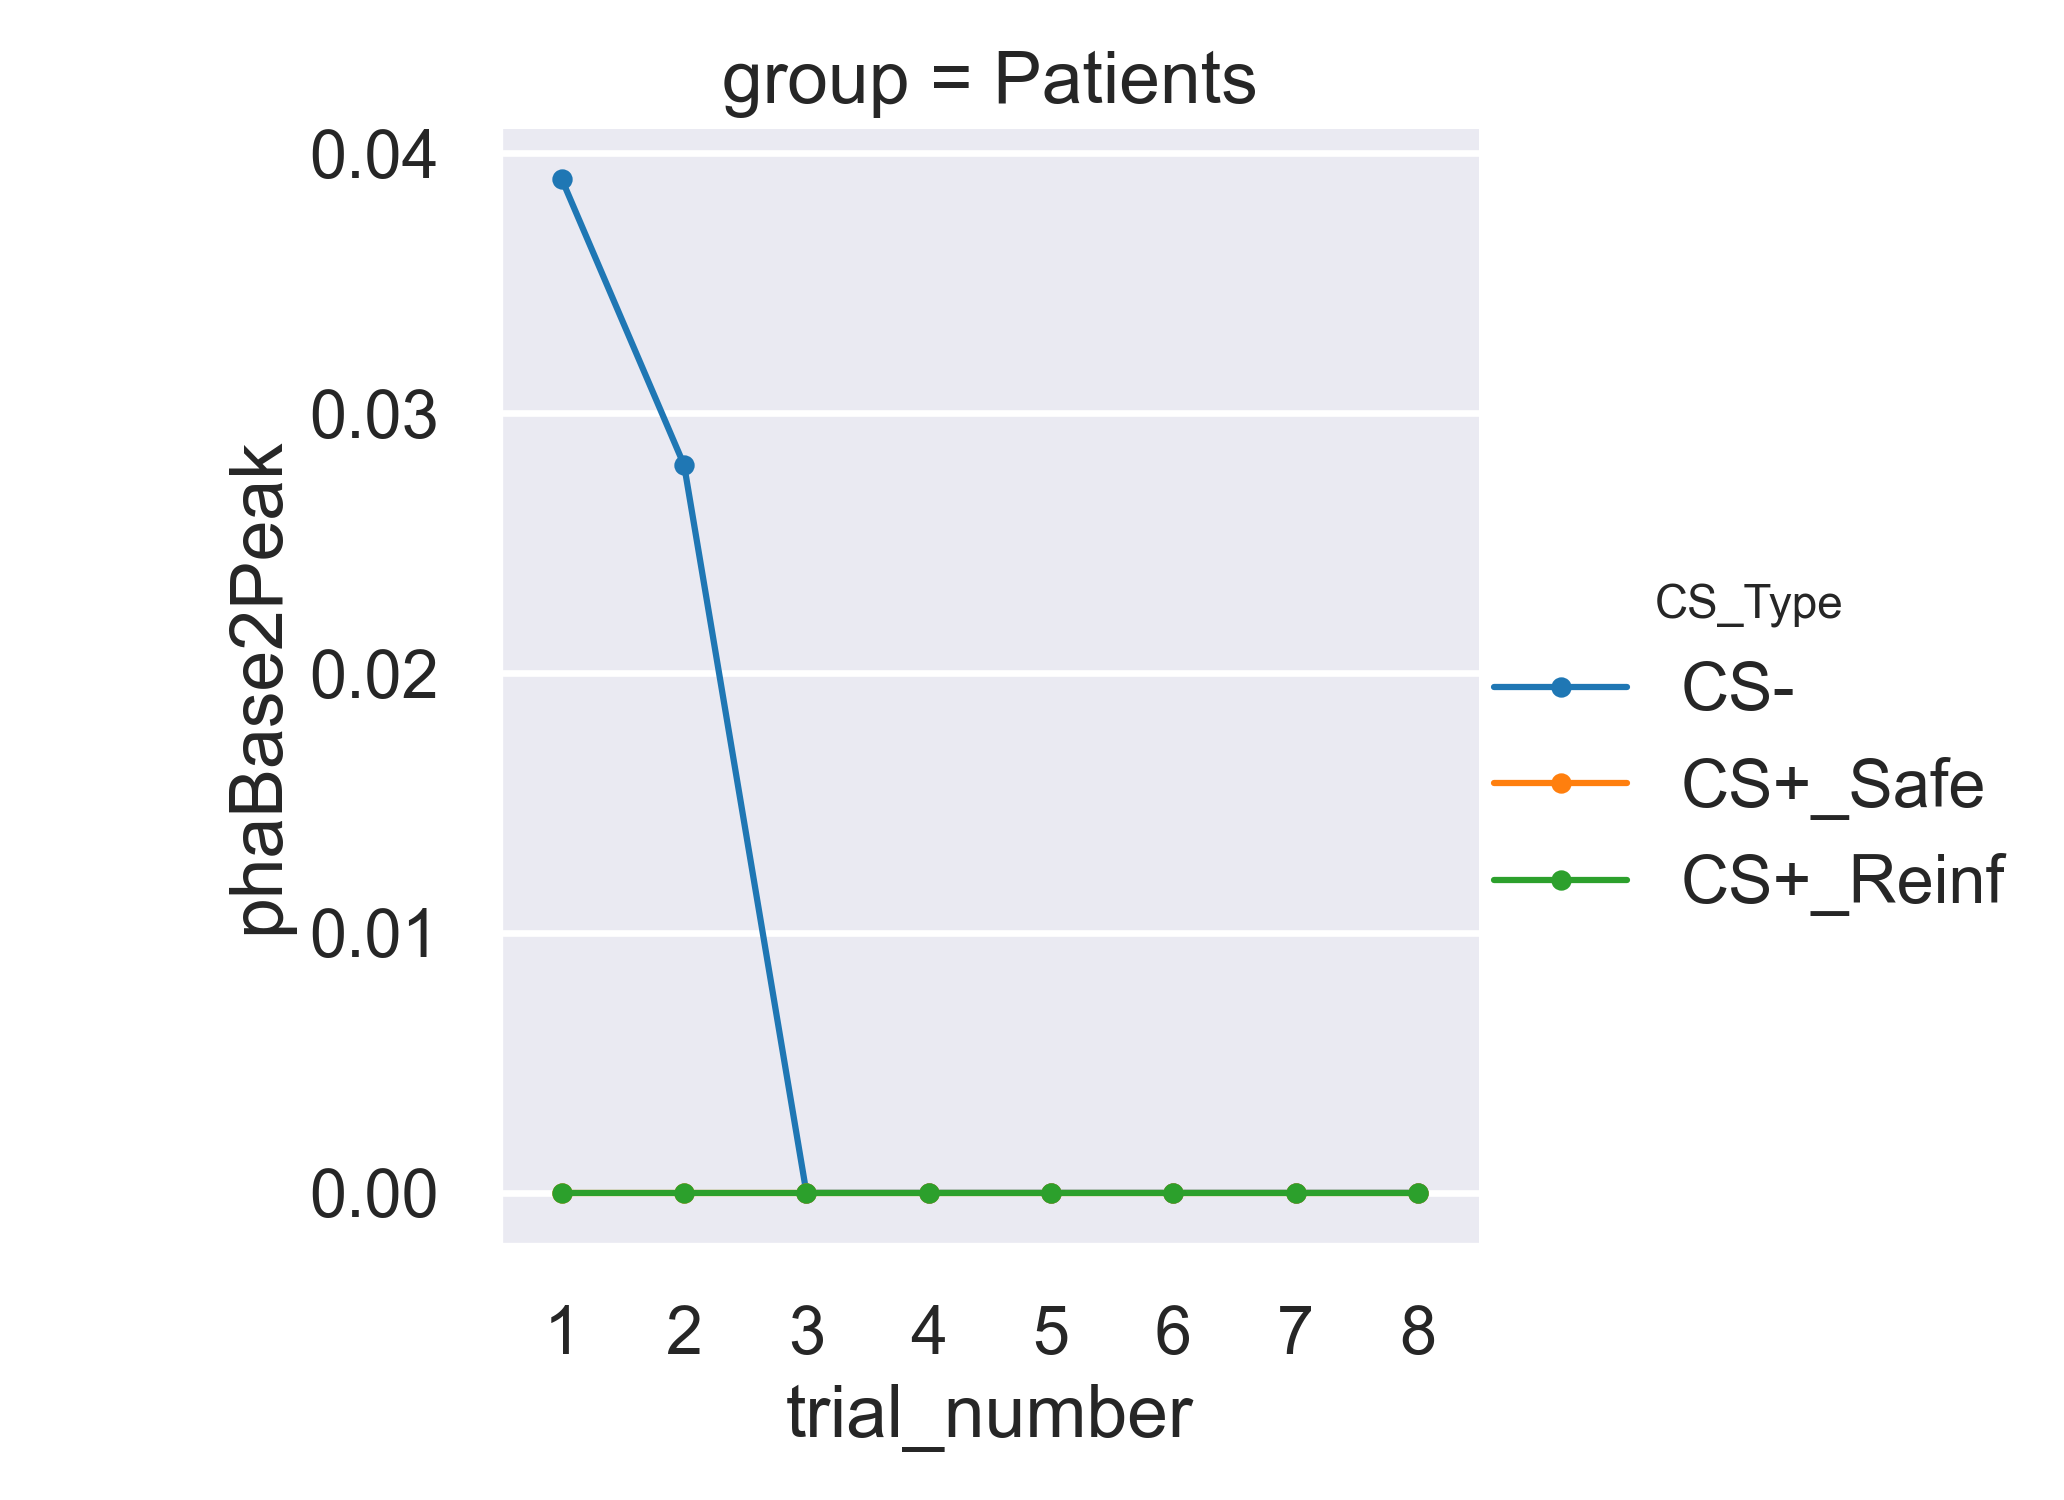 group = Patients
0.04
0.03
0.02
0.01
0.00
phaBase2Peak
1 2 3 4 5 6 7 8
trial_number
CS_Type
CS-
CS+_Safe
CS+_Reinf